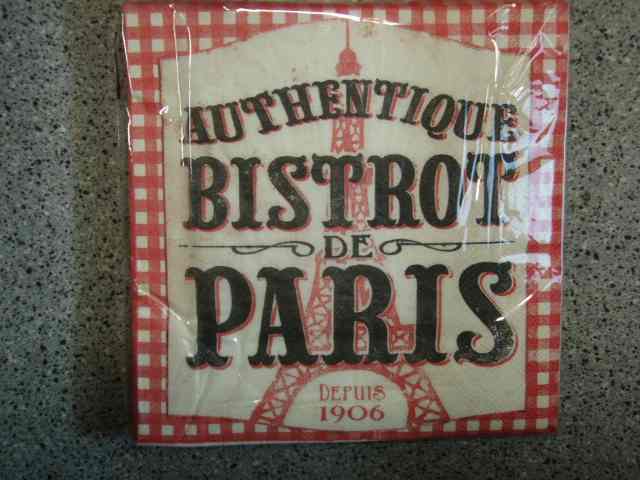 AUTHENTIQUE
BISTROT
DE
PARIS
DEPUIS
1906